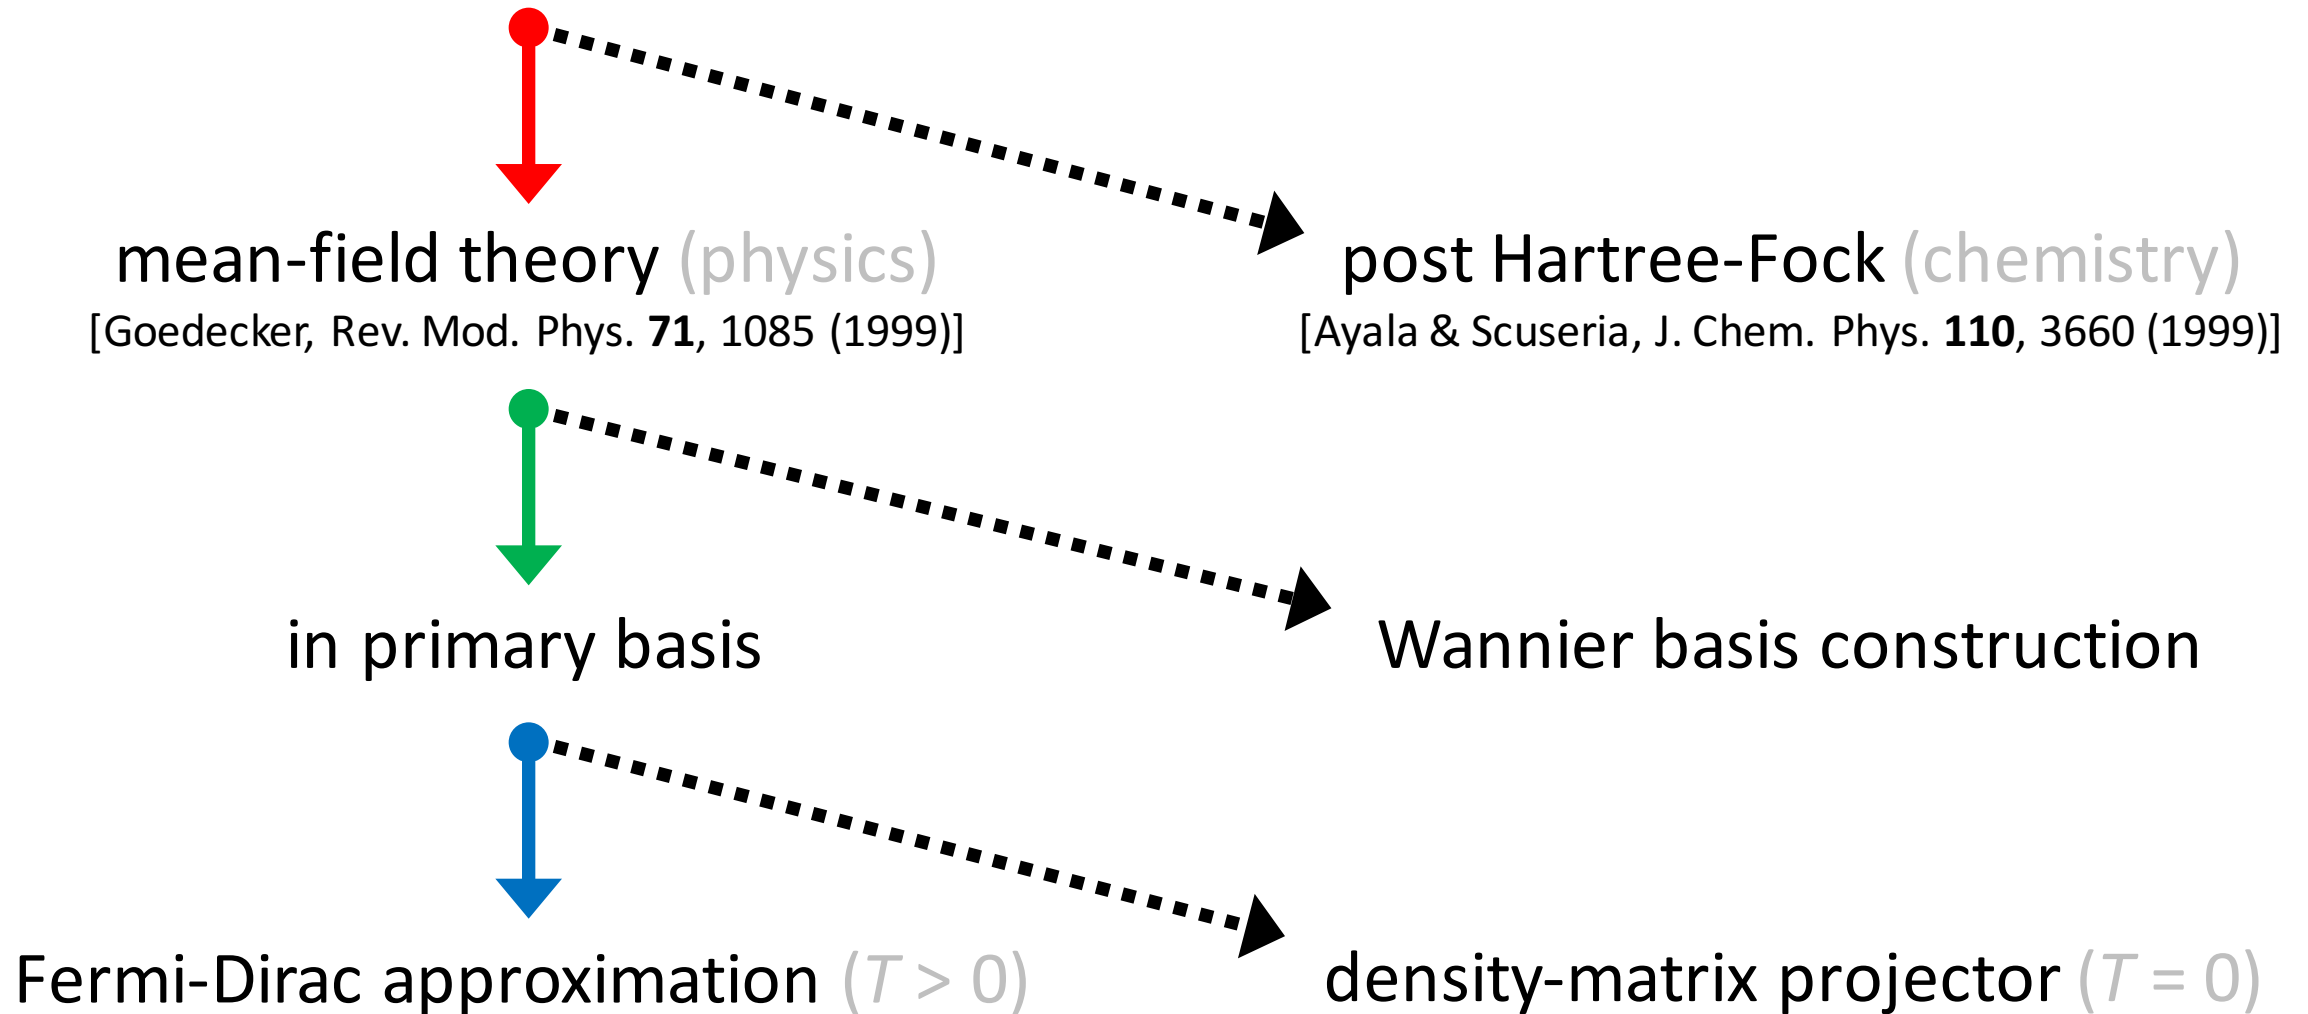 mean-field theory (physics)
[Goedecker, Rev. Mod. Phys. 71, 1085 (1999)]
post Hartree-Fock (chemistry)
[Ayala & Scuseria, J. Chem. Phys. 110, 3660 (1999)]
in primary basis
Wannier basis construction
Fermi-Dirac approximation (T > 0)
density-matrix projector (T = 0)